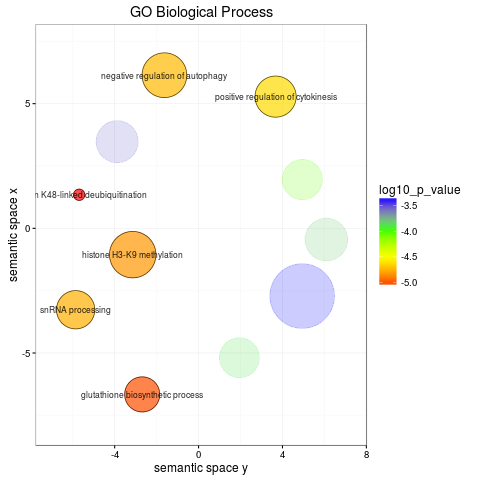 GO Biological Process
negative regulation of autophagy
positive regulation of cytokinesis
n K48-linked deubiquitination
histone H3-K9 methylation
snRNA processing
glutathione biosynthetic process
5
0
-5
-4
0
4
8
semantic space x
semantic space y
log10_p_value
-3.5
-4.0
-4.5
-5.0